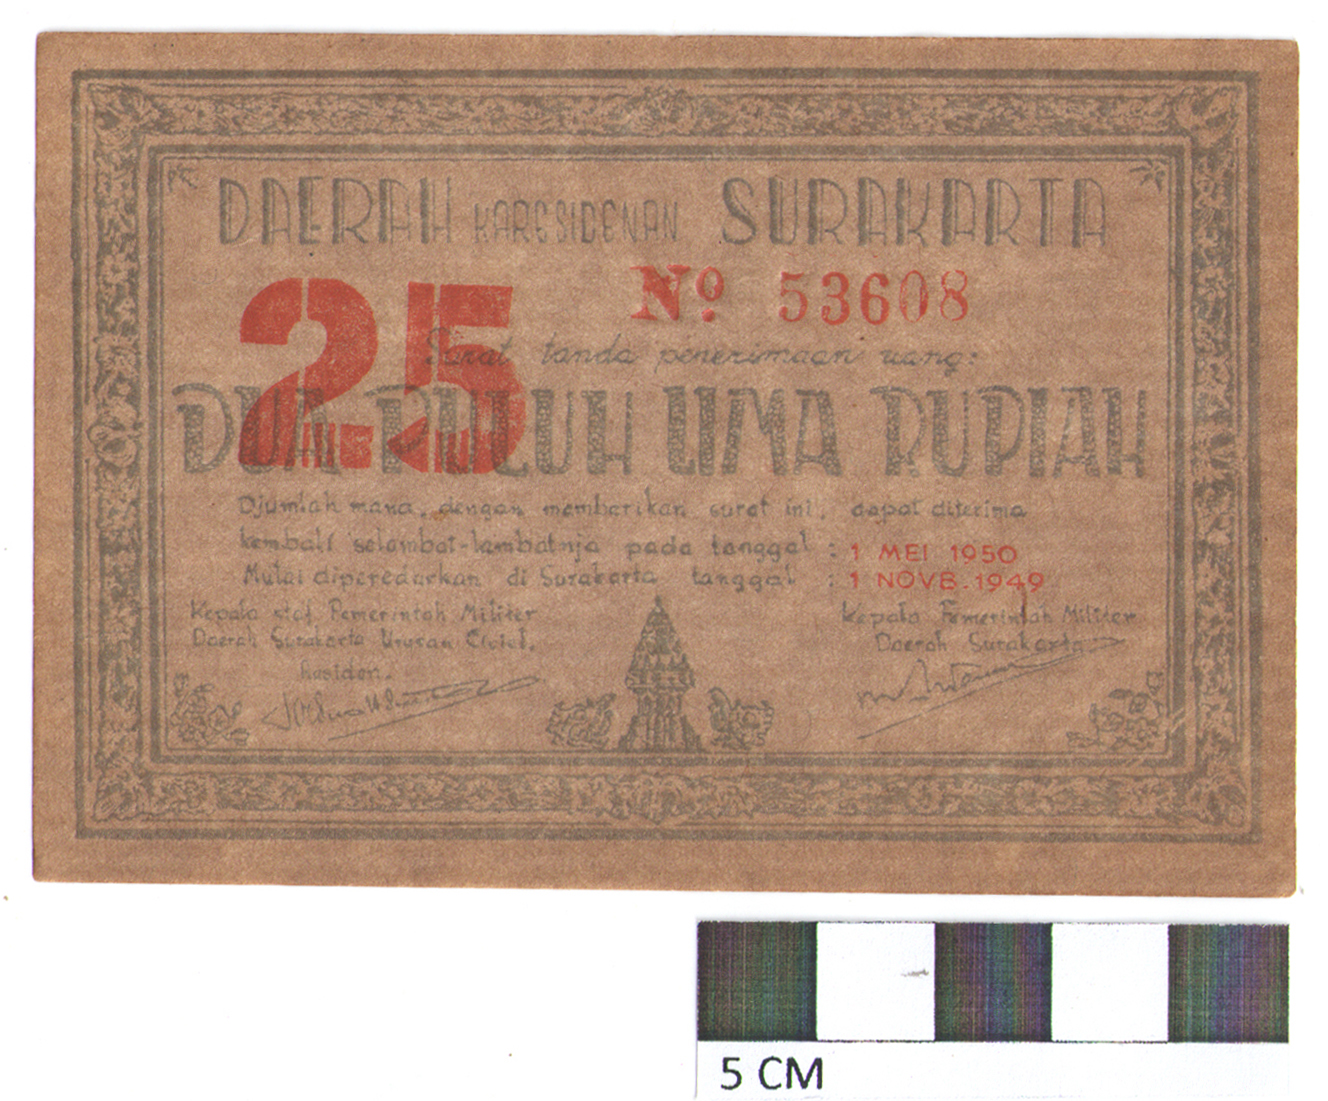 DAERAH KARESIDENAN SURAKARTA
25
No 53608
Surat tanda penerimaan uang:
DUA PULUH LIMA RUPIAH
Djumlah mana, dengan memberikan surat ini, dapat diterima
kembali selambat-lambatnja pada tanggal : 1 MEI 1950
Mulai diperedarkan di Surakarta tanggal : 1 NOVB. 1949
Kepala staf Pemerintah Militer
Daerah Surakarta Urusan Civiel.
Residen.
Kepala Pemerintah Militer
Daerah Surakarta
5 CM